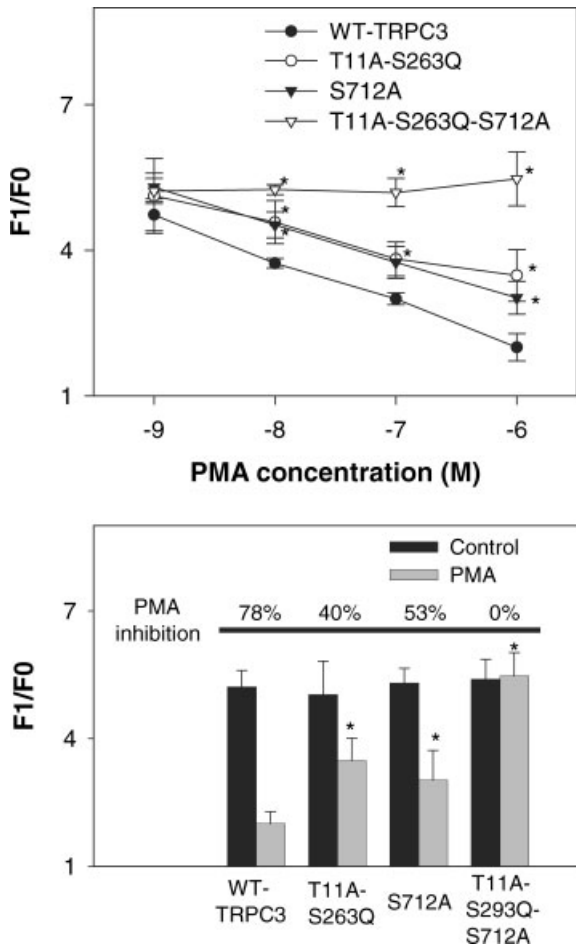 WT-TRPC3
T11A-S263Q
S712A
T11A-S263Q-S712A
F1/F0
7
4
1
-9 -8 -7 -6
* * * * * * *
PMA concentration (M)
Control
PMA
PMA inhibition
78% 40% 53% 0%
F1/F0
7
4
1
* * *
WT-
TRPC3
T11A-
S263Q
S712A
T11A-
S293Q-
S712A